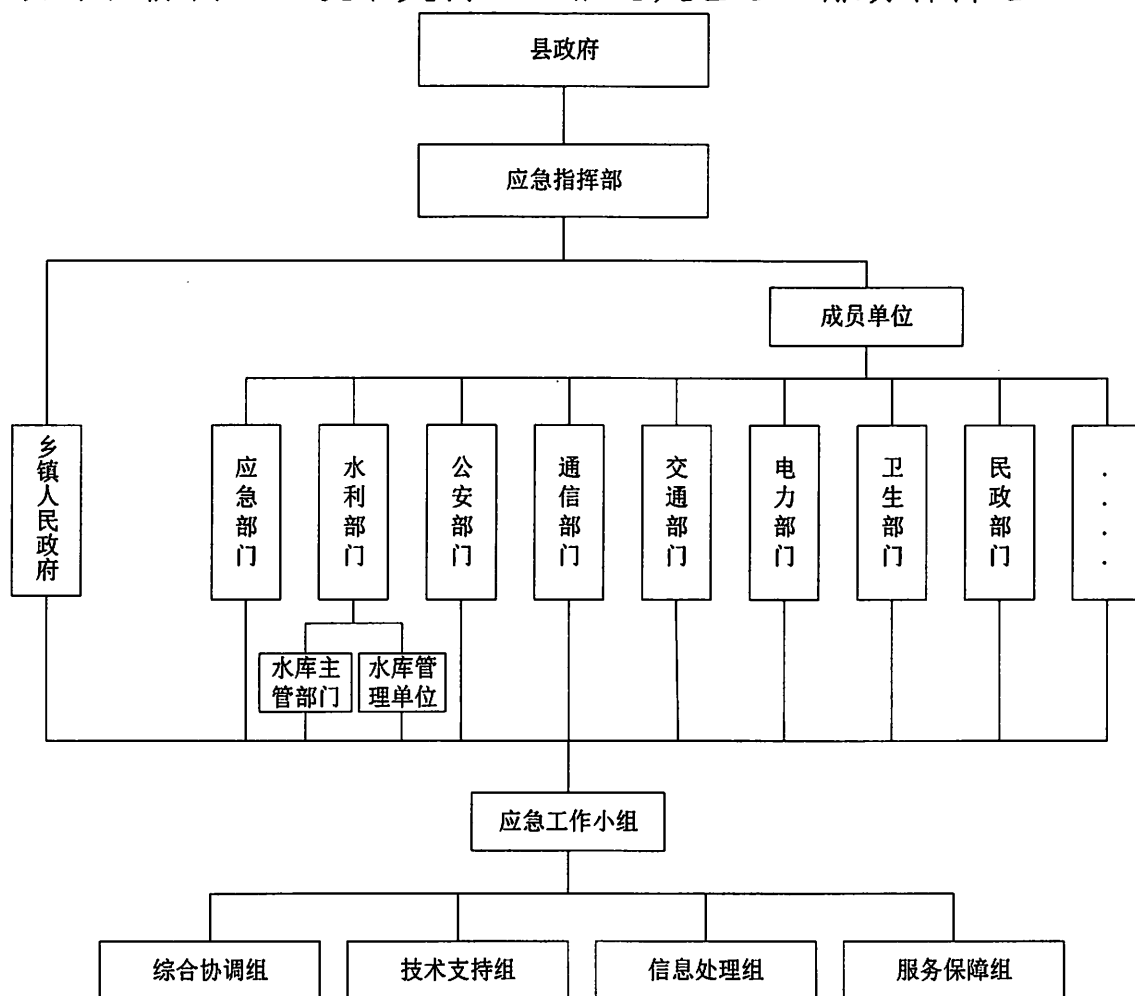 县政府
应急指挥部
成员单位
乡镇人民政府
应急部门
水利部门
公安部门
通信部门
交通部门
电力部门
卫生部门
民政部门
....
水库主
管部门
水库管
理单位
应急工作小组
综合协调组
技术支持组
信息处理组
服务保障组